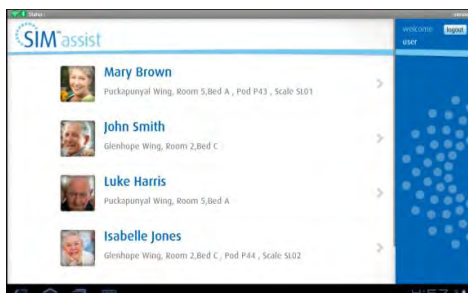 Status :
SIM™assist
welcome
logout
user
Mary Brown
Puckapunyal Wing, Room 5,Bed A , Pod P43 , Scale SL01
John Smith
Glenhope Wing, Room 2,Bed C
Luke Harris
Puckapunyal Wing, Room 5,Bed A
Isabelle Jones
Glenhope Wing, Room 2,Bed C , Pod P44 , Scale SL02